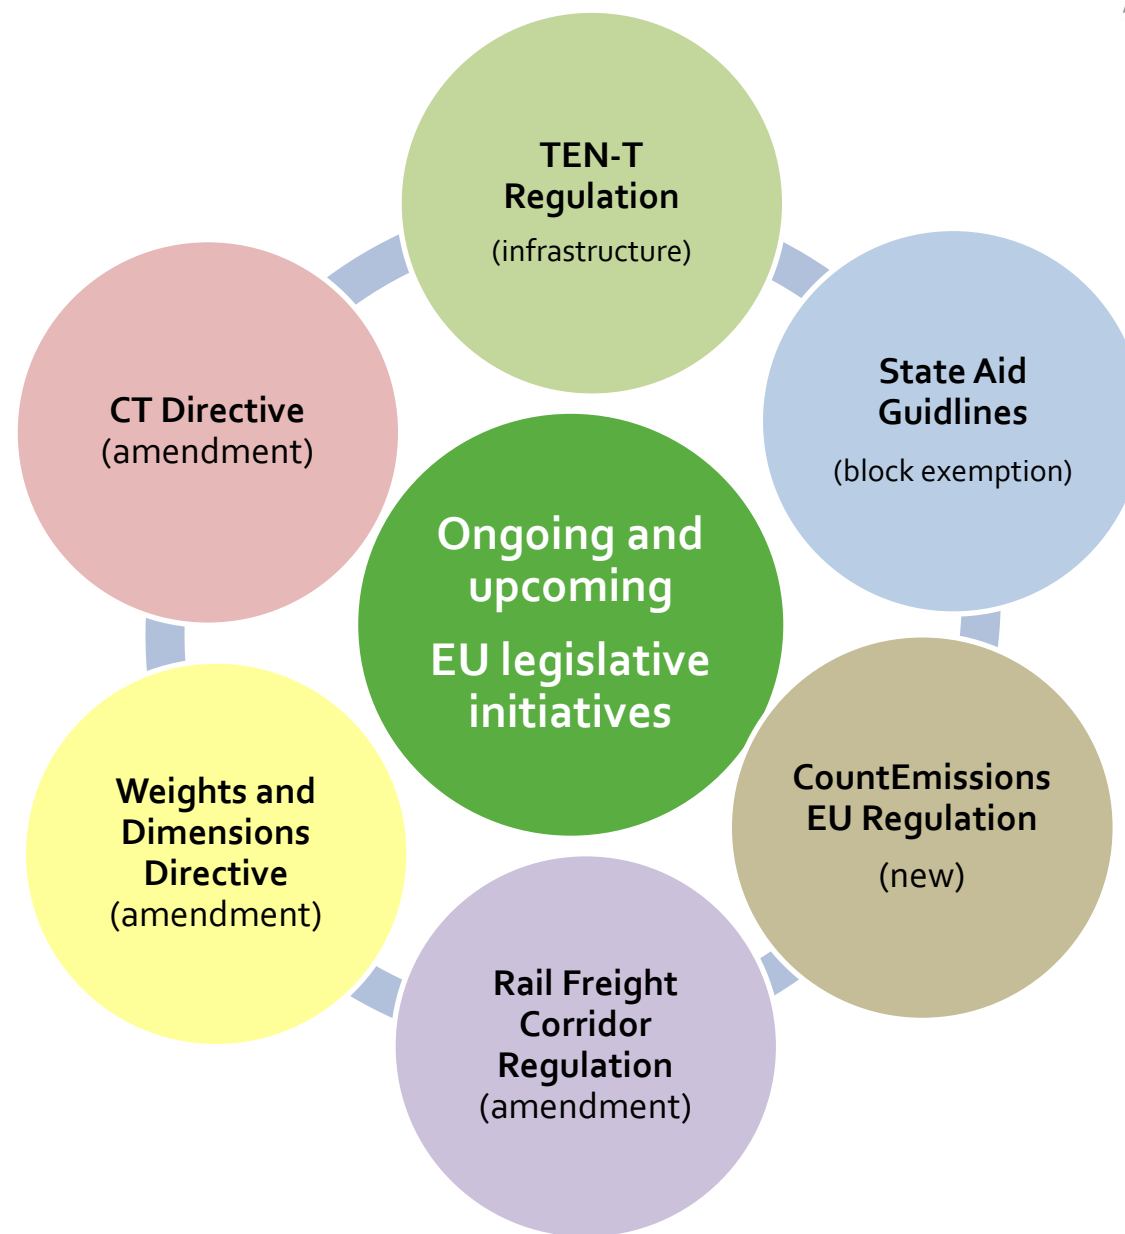 TEN-T
Regulation
(infrastructure)
State Aid
Guidlines
(block exemption)
CT Directive
(amendment)
Ongoing and
upcoming
EU legislative
initiatives
CountEmissions
EU Regulation
(new)
Weights and
Dimensions
Directive
(amendment)
Rail Freight
Corridor
Regulation
(amendment)